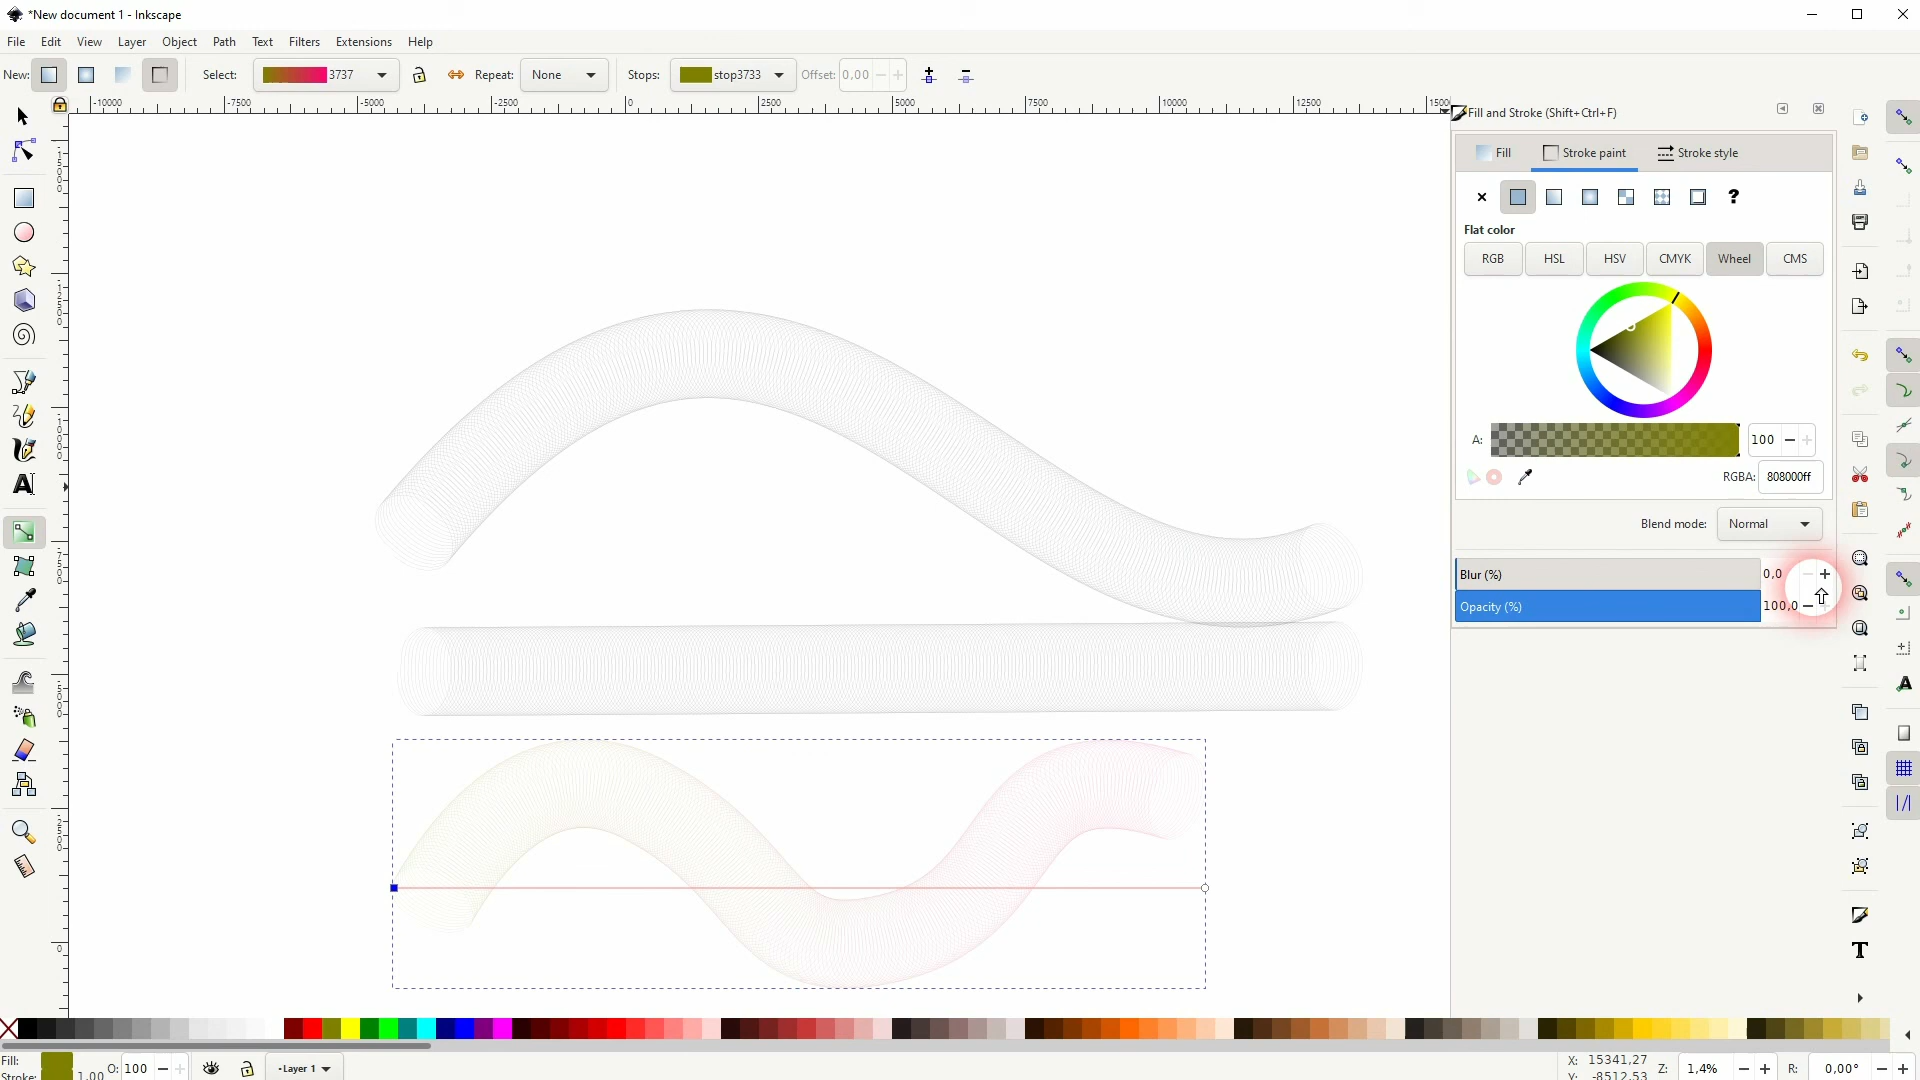 *New document 1 - Inkscape
File Edit View Layer Object Path Text Filters Extensions Help
New: Select: 3737 Repeat: None Stops: stop3733 Offset: 0,00
-10000 -7500 -5000 -2500 0 2500 5000 7500 10000 12500 1500
Fill and Stroke (Shift+Ctrl+F)
Fill Stroke paint Stroke style
Flat color
RGB HSL HSV CMYK Wheel CMS
A: 100
RGBA: 808000ff
Blend mode: Normal
Blur (%) 0,0
Opacity (%) 100,0
Fill:
Stroke: 1,00 O: 100 Layer 1
X: 15341,27
Y: -8512,53
Z: 1,4% R: 0,00°